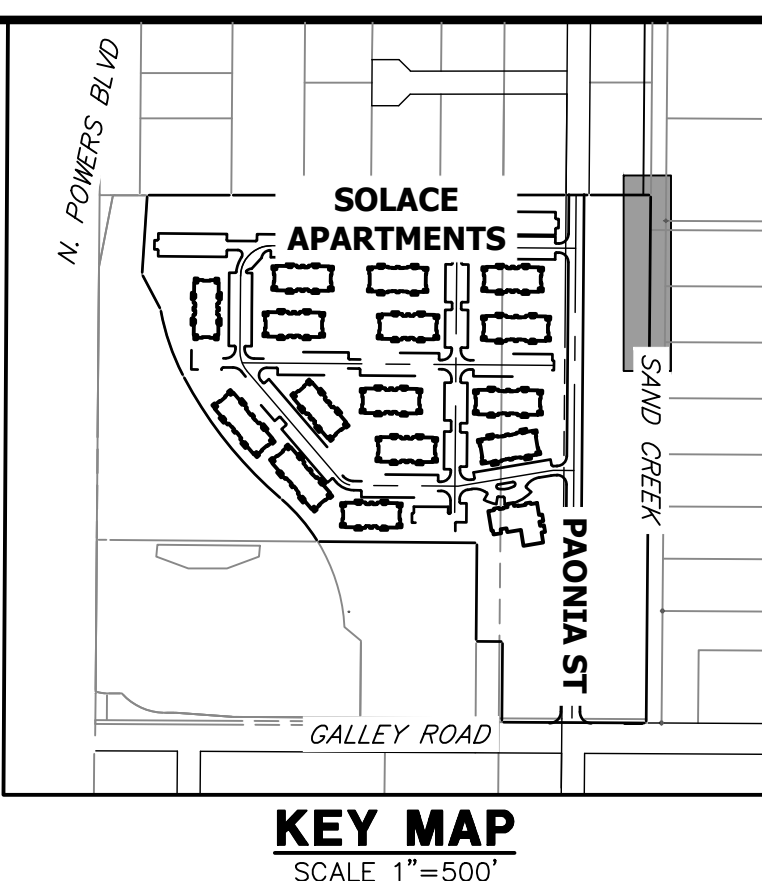 N. POWERS BLVD
SOLACE
APARTMENTS
SAND CREEK
PAONIA ST
GALLEY ROAD
KEY MAP
SCALE 1"=500'